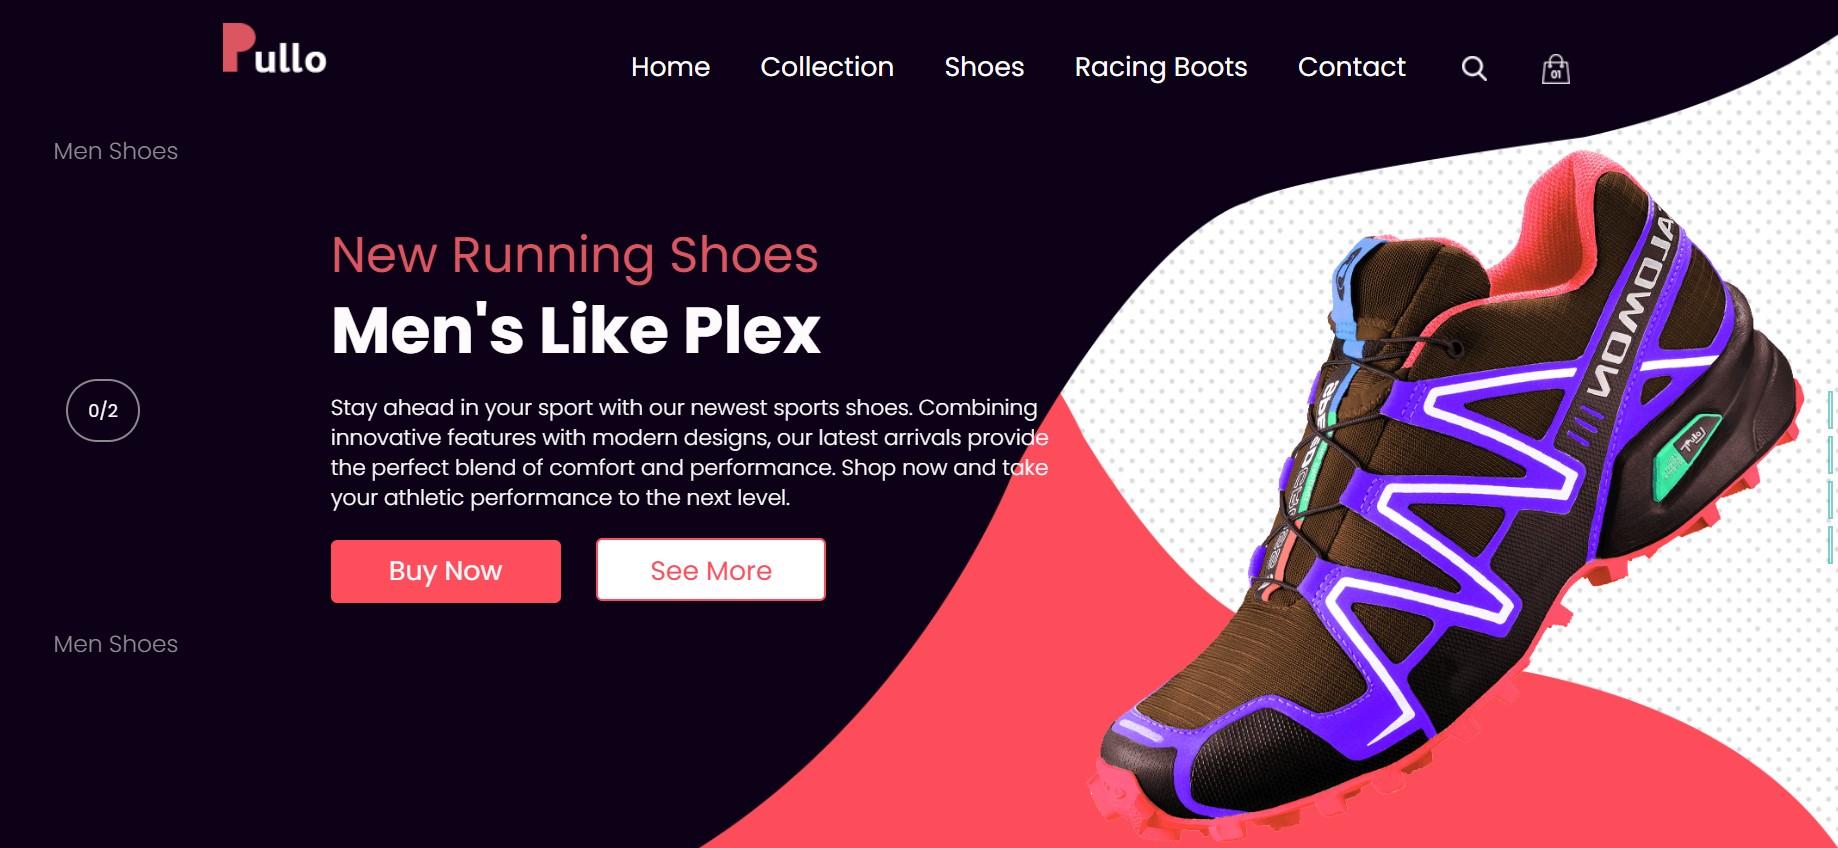 Pullo
Home Collection Shoes Racing Boots Contact
01
Men Shoes
New Running Shoes
Men's Like Plex
0/2
Stay ahead in your sport with our newest sports shoes. Combining
innovative features with modern designs, our latest arrivals provide
the perfect blend of comfort and performance. Shop now and take
your athletic performance to the next level.
Buy Now
See More
Men Shoes
Pullo